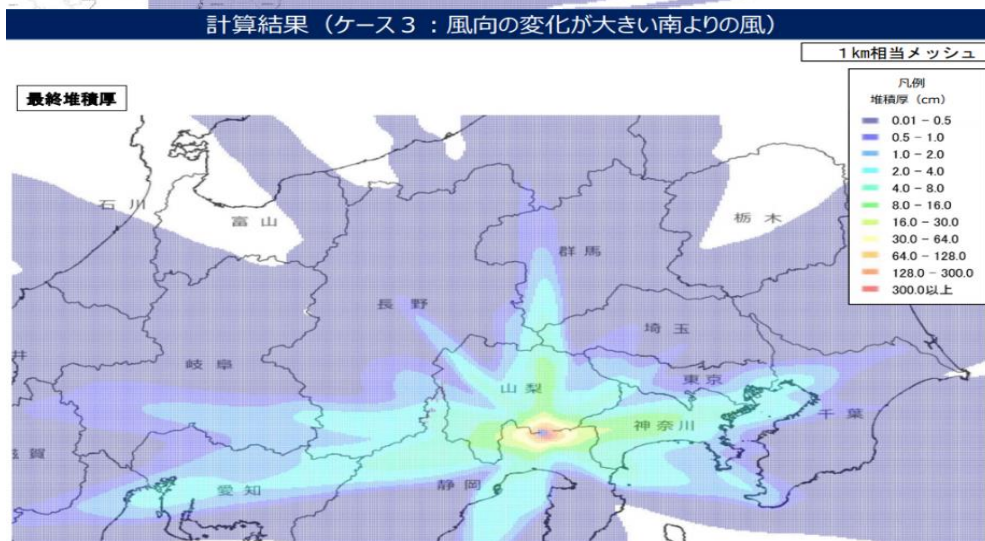 計算結果（ケース３：風向の変化が大きい南よりの風）
１km相当メッシュ
最終堆積厚
凡例
堆積厚（cm）
0.01 － 0.5
0.5 － 1.0
1.0 － 2.0
2.0 － 4.0
4.0 － 8.0
8.0 － 16.0
16.0 － 30.0
30.0 － 64.0
64.0 － 128.0
128.0 － 300.0
300.0以上
石川
富山
栃木
群馬
長野
埼玉
井
岐阜
山梨
東京
千葉
神奈川
滋賀
静岡
愛知